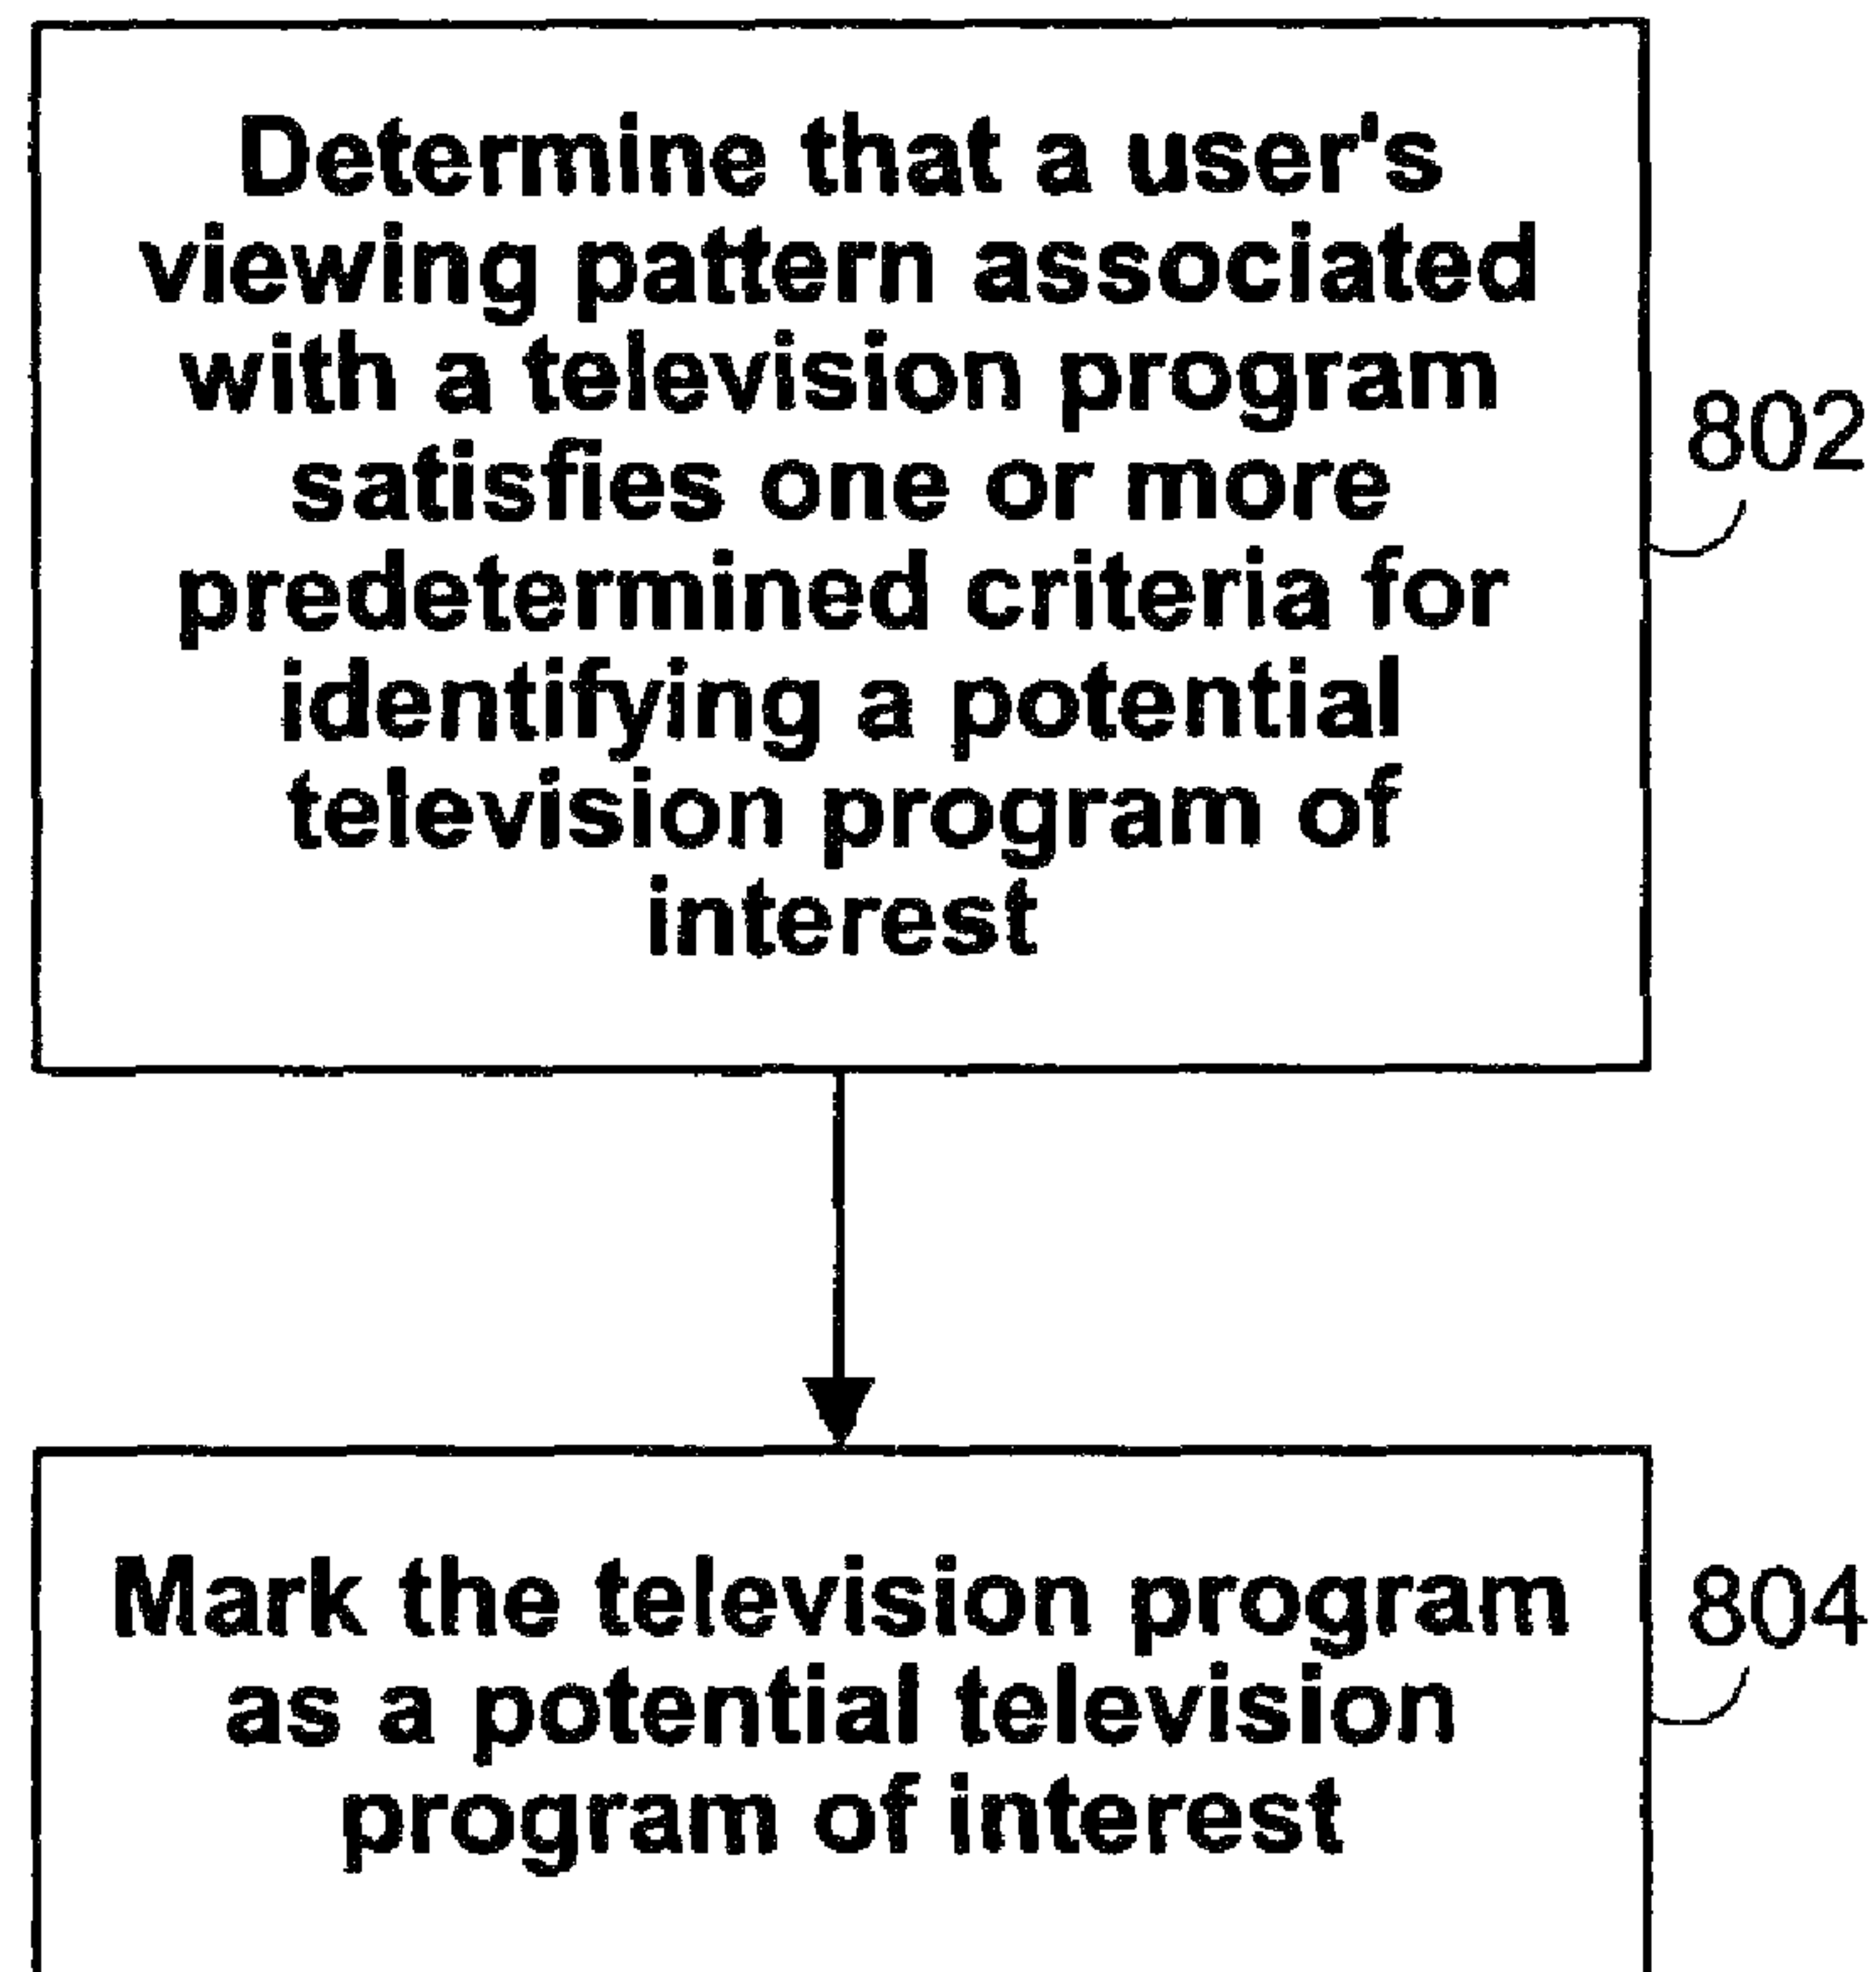 Determine that a user's
viewing pattern associated
with a television program
satisfies one or more
predetermined criteria for
identifying a potential
television program of
interest
802
Mark the television program
as a potential television
program of interest
804